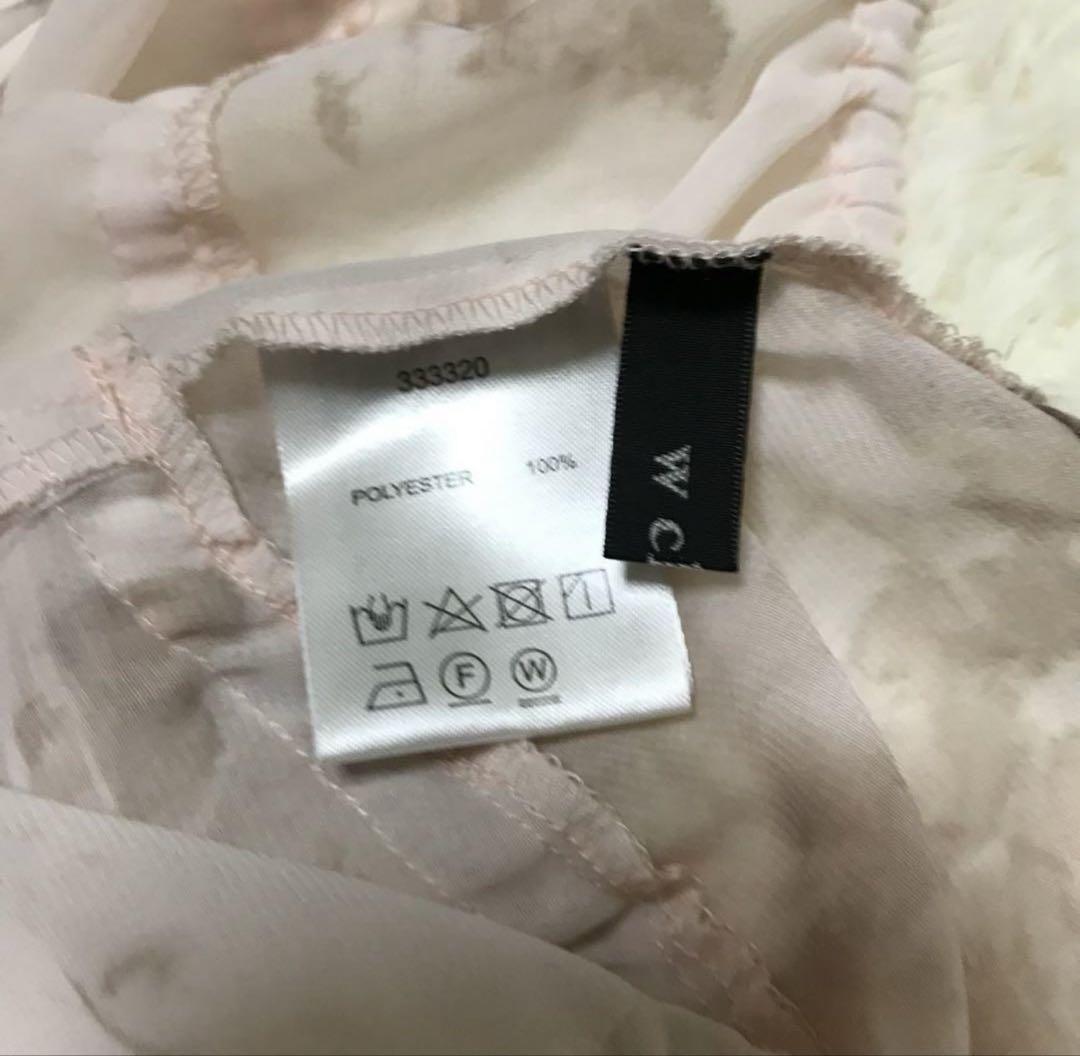 333320
POLYESTER 100%
F W
W C